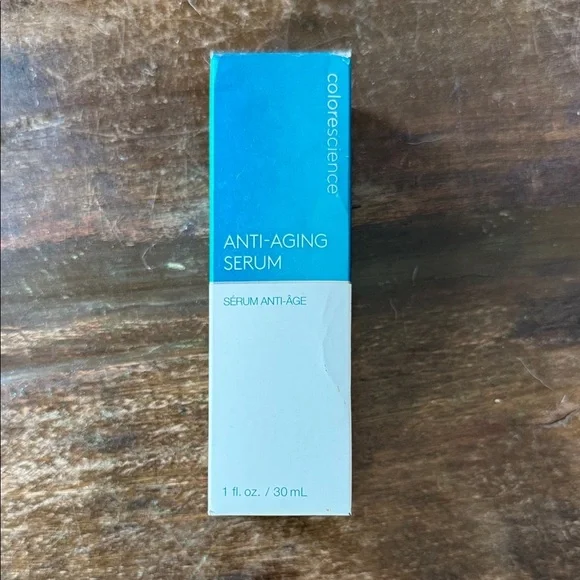 colorescience®
ANTI-AGING
SERUM
SÉRUM ANTI-ÂGE
1 fl. oz. / 30 mL